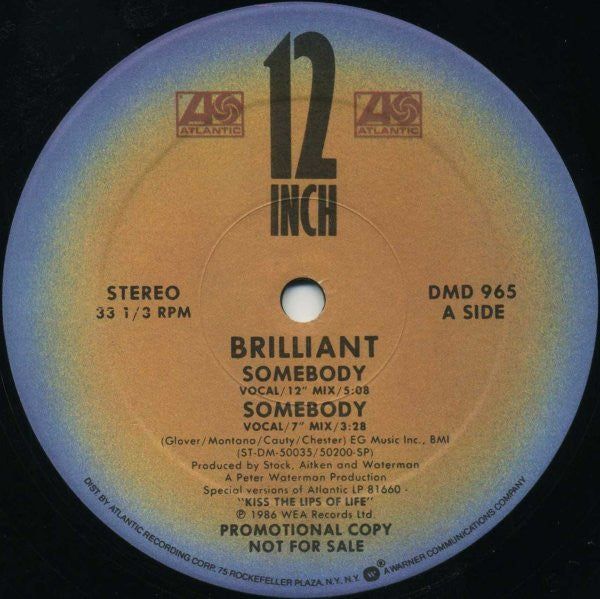 12
INCH
ATLANTIC
ATLANTIC
STEREO
33 1/3 RPM
DMD 965
A SIDE
BRILLIANT
SOMEBODY
VOCAL/12" MIX/5:08
SOMEBODY
VOCAL/7" MIX/3:28
(Glover/Montana/Cauty/Chester) EG Music Inc., BMI
(ST-DM-50035/50200-SP)
Produced by Stock, Aitken and Waterman
A Peter Waterman Production
Special versions of Atlantic LP 81660 -
"KISS THE LIPS OF LIFE"
℗ 1986 WEA Records Ltd.
PROMOTIONAL COPY
NOT FOR SALE
DIST. BY ATLANTIC RECORDING CORP. 75 ROCKEFELLER PLAZA, N.Y. N.Y. W ® A WARNER COMMUNICATIONS COMPANY